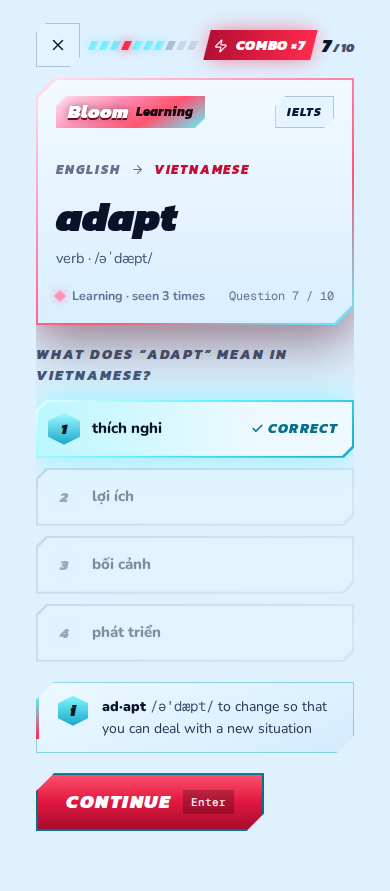 COMBO ×7 7 / 10
Bloom Learning IELTS
ENGLISH → VIETNAMESE
adapt
verb · /əˈdæpt/
Learning · seen 3 times Question 7 / 10
WHAT DOES “ADAPT” MEAN IN
VIETNAMESE?
1 thích nghi ✓ CORRECT
2 lợi ích
3 bối cảnh
4 phát triển
i ad·apt /əˈdæpt/ to change so that
you can deal with a new situation
CONTINUE Enter